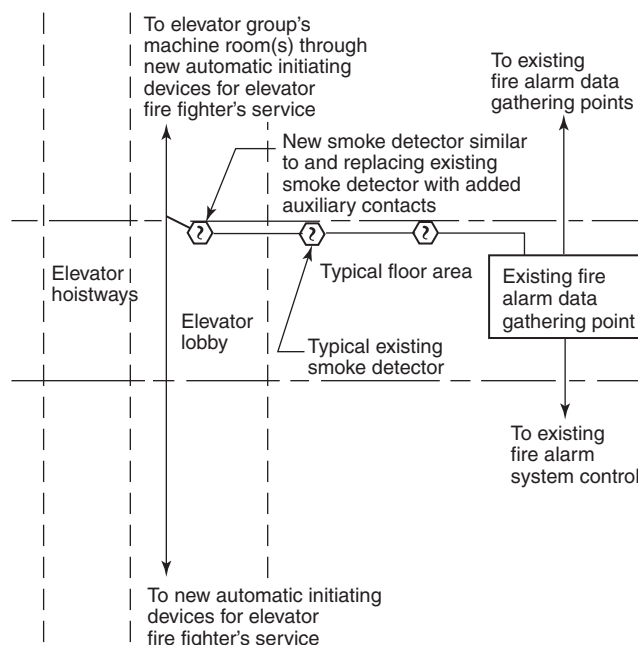 To elevator group's
machine room(s) through
new automatic initiating
devices for elevator
fire fighter's service
To existing
fire alarm data
gathering points
New smoke detector similar
to and replacing existing
smoke detector with added
auxiliary contacts
Elevator
hoistways
Elevator
lobby
Typical floor area
Typical existing
smoke detector
Existing fire
alarm data
gathering point
To existing
fire alarm
system control
To new automatic initiating
devices for elevator
fire fighter's service